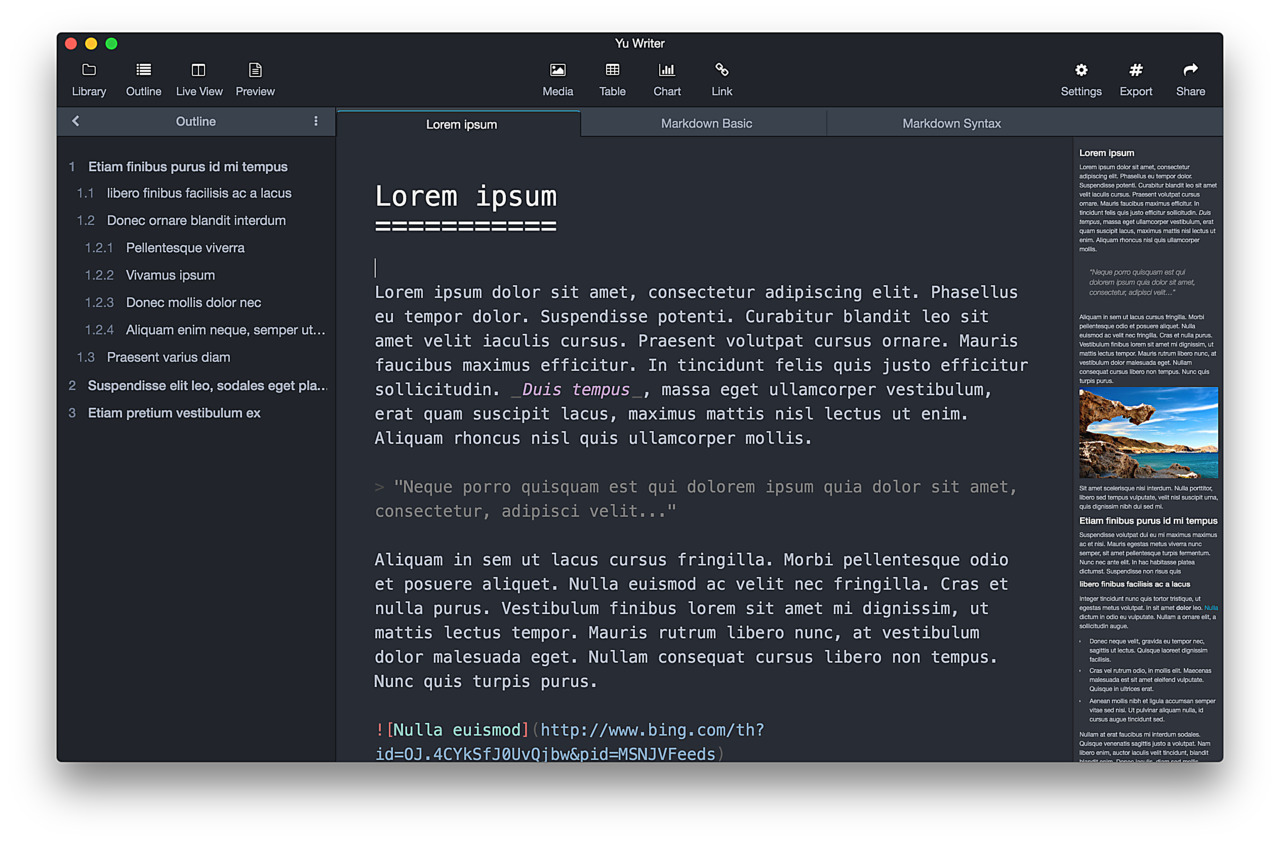 Yu Writer
Library Outline Live View Preview Media Table Chart Link Settings Export Share
Outline
Lorem ipsum Markdown Basic Markdown Syntax
1 Etiam finibus purus id mi tempus
1.1 libero finibus facilisis ac a lacus
1.2 Donec ornare blandit interdum
1.2.1 Pellentesque viverra
1.2.2 Vivamus ipsum
1.2.3 Donec mollis dolor nec
1.2.4 Aliquam enim neque, semper ut...
1.3 Praesent varius diam
2 Suspendisse elit leo, sodales eget pla...
3 Etiam pretium vestibulum ex
Lorem ipsum
===========
Lorem ipsum dolor sit amet, consectetur adipiscing elit. Phasellus
eu tempor dolor. Suspendisse potenti. Curabitur blandit leo sit
amet velit iaculis cursus. Praesent volutpat cursus ornare. Mauris
faucibus maximus efficitur. In tincidunt felis quis justo efficitur
sollicitudin. _Duis tempus_, massa eget ullamcorper vestibulum,
erat quam suscipit lacus, maximus mattis nisl lectus ut enim.
Aliquam rhoncus nisl quis ullamcorper mollis.
> "Neque porro quisquam est qui dolorem ipsum quia dolor sit amet,
consectetur, adipisci velit..."
Aliquam in sem ut lacus cursus fringilla. Morbi pellentesque odio
et posuere aliquet. Nulla euismod ac velit nec fringilla. Cras et
nulla purus. Vestibulum finibus lorem sit amet mi dignissim, ut
mattis lectus tempor. Mauris rutrum libero nunc, at vestibulum
dolor malesuada eget. Nullam consequat cursus libero non tempus.
Nunc quis turpis purus.
![Nulla euismod](http://www.bing.com/th?
id=OJ.4CYkSfJ0UvQjbw&pid=MSNJVFeeds)
Lorem ipsum
Lorem ipsum dolor sit amet, consectetur
adipiscing elit. Phasellus eu tempor dolor.
Suspendisse potenti. Curabitur blandit leo sit amet
velit iaculis cursus. Praesent volutpat cursus
ornare. Mauris faucibus maximus efficitur. In
tincidunt felis quis justo efficitur sollicitudin. Duis
tempus, massa eget ullamcorper vestibulum, erat
quam suscipit lacus, maximus mattis nisl lectus ut
enim. Aliquam rhoncus nisl quis ullamcorper
mollis.
"Neque porro quisquam est qui
dolorem ipsum quia dolor sit amet,
consectetur, adipisci velit..."
Aliquam in sem ut lacus cursus fringilla. Morbi
pellentesque odio et posuere aliquet. Nulla
euismod ac velit nec fringilla. Cras et nulla purus.
Vestibulum finibus lorem sit amet mi dignissim, ut
mattis lectus tempor. Mauris rutrum libero nunc, at
vestibulum dolor malesuada eget. Nullam
consequat cursus libero non tempus. Nunc quis
turpis purus.
Sit amet scelerisque nisi interdum. Nulla porttitor,
libero sed tempus vulputate, velit nisl suscipit urna,
quis dignissim nibh dui sed mi.
Etiam finibus purus id mi tempus
Suspendisse volutpat dui eu mi maximus maximus
ac et nisi. Mauris egestas metus viverra nunc
semper, sit amet pellentesque turpis fermentum.
Nunc nec ante elit. In hac habitasse platea
dictumst. Suspendisse non risus quis
libero finibus facilisis ac a lacus
Integer tincidunt nunc quis tortor tristique, ut
egestas metus volutpat. In sit amet dolor leo. Nulla
dictum in odio eu vulputate. Nullam a ornare elit, a
sollicitudin augue.
Donec neque velit, gravida eu tempor nec,
sagittis ut lectus. Quisque laoreet dignissim
facilisis.
Cras vel rutrum odio, in mollis elit. Maecenas
malesuada est sit amet eleifend vulputate.
Quisque in ultrices erat.
Aenean mollis nibh et ligula accumsan semper
vitae sed nisi. Ut pulvinar aliquam nulla, id
cursus augue tincidunt sed.
Nullam at erat faucibus mi interdum sodales.
Quisque venenatis sagittis justo a volutpat. Nam
libero enim, auctor iaculis velit tincidunt, blandit